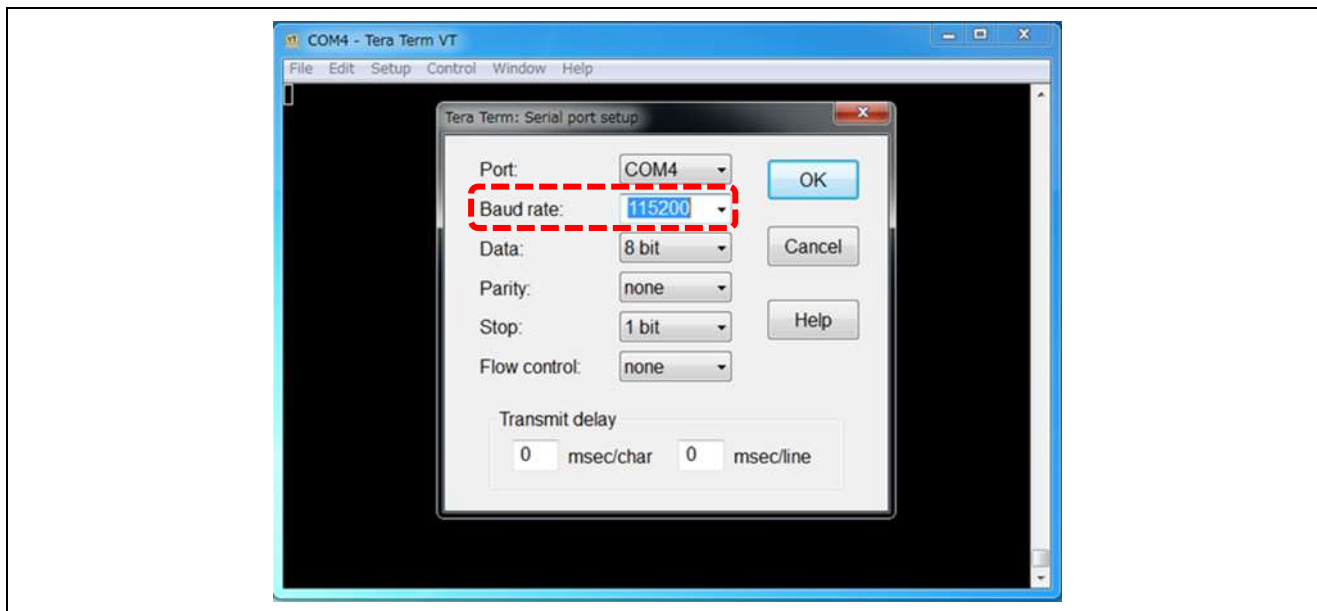 COM4 - Tera Term VT
File Edit Setup Control Window Help
Tera Term: Serial port setup
Port: COM4 OK
Baud rate: 115200
Data: 8 bit Cancel
Parity: none
Stop: 1 bit Help
Flow control: none
Transmit delay
0 msec/char 0 msec/line